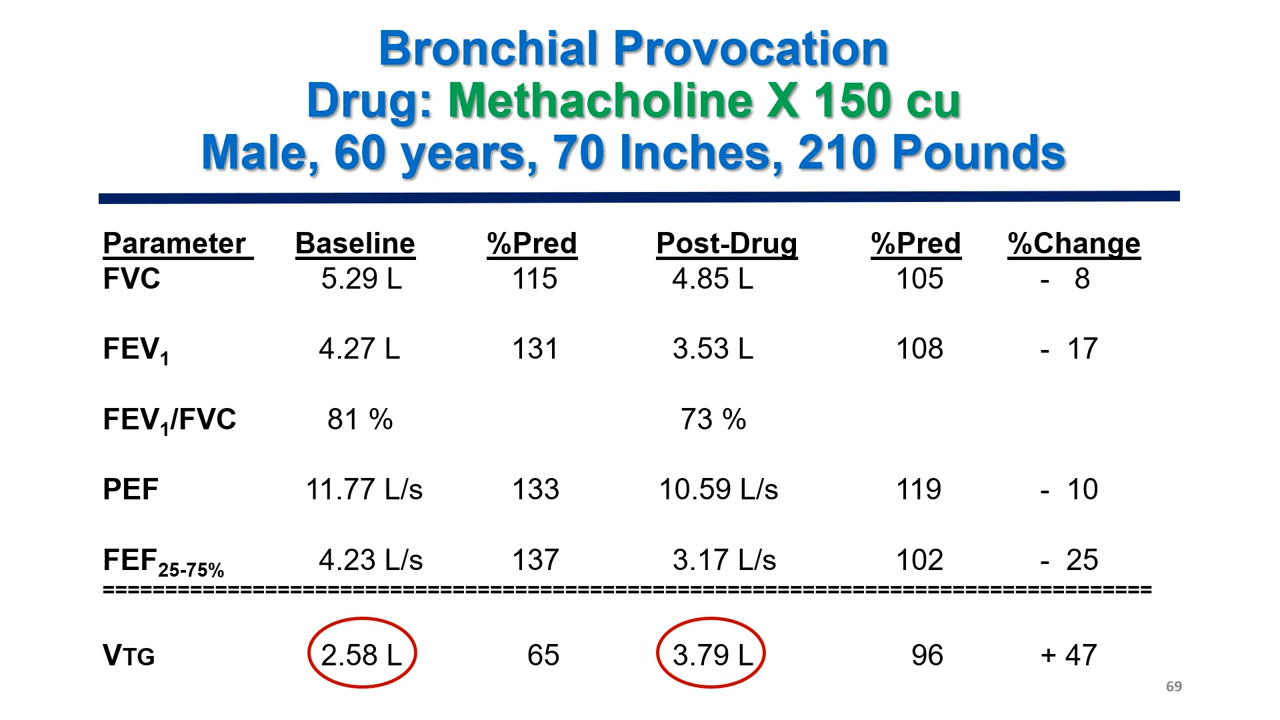 Bronchial Provocation
Drug: Methacholine X 150 cu
Male, 60 years, 70 Inches, 210 Pounds
Parameter Baseline %Pred Post-Drug %Pred %Change
FVC 5.29 L 115 4.85 L 105 - 8
FEV1 4.27 L 131 3.53 L 108 - 17
FEV1/FVC 81 % 73 %
PEF 11.77 L/s 133 10.59 L/s 119 - 10
FEF25-75% 4.23 L/s 137 3.17 L/s 102 - 25
VTG 2.58 L 65 3.79 L 96 + 47
69